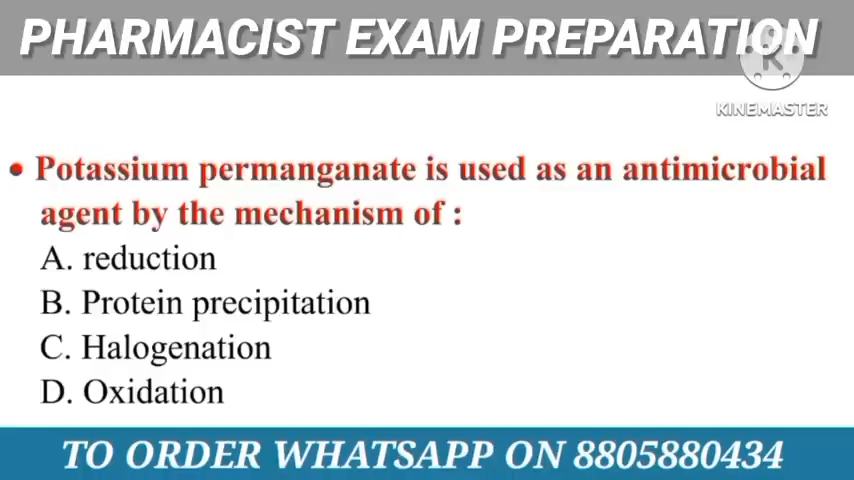 PHARMACIST EXAM PREPARATION
K
KINEMASTER
• Potassium permanganate is used as an antimicrobial
agent by the mechanism of :
A. reduction
B. Protein precipitation
C. Halogenation
D. Oxidation
TO ORDER WHATSAPP ON 8805880434